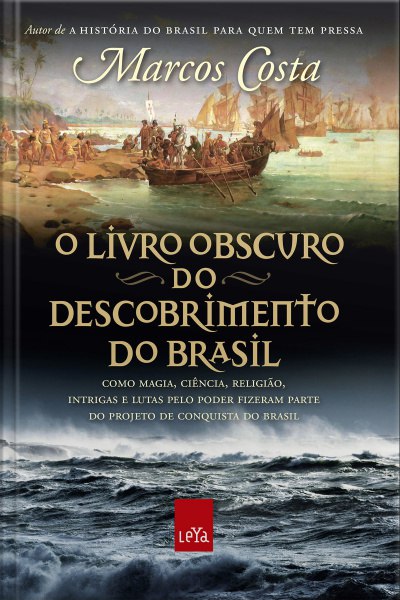 Autor de A HISTÓRIA DO BRASIL PARA QUEM TEM PRESSA
Marcos Costa
O LIVRO OBSCURO
DO
DESCOBRIMENTO
DO BRASIL
COMO MAGIA, CIÊNCIA, RELIGIÃO,
INTRIGAS E LUTAS PELO PODER FIZERAM PARTE
DO PROJETO DE CONQUISTA DO BRASIL
LeYa